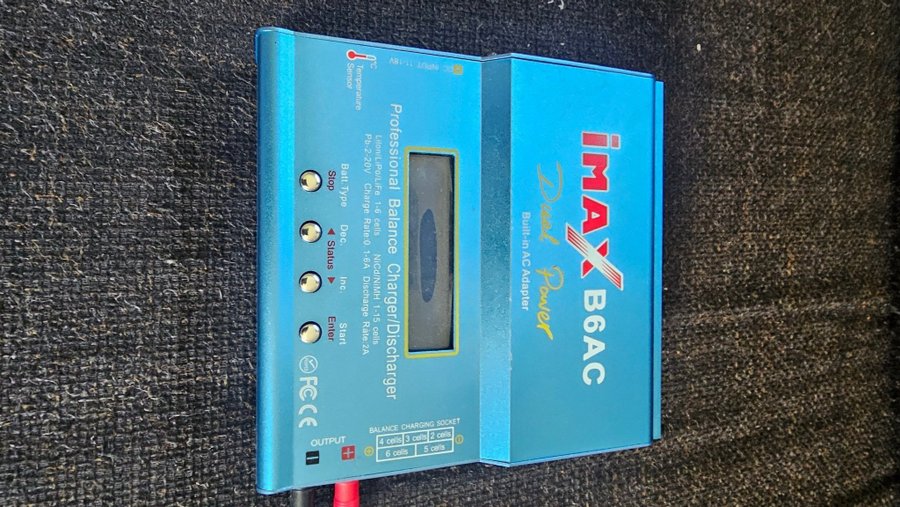 iMAX B6AC
Dual Power
Built-in AC Adapter
DC INPUT 11-18V
°C
Temperature
Sensor
Professional Balance Charger/Discharger
LiIon/LiPo/LiFe 1-6 cells NiCd/NiMH 1-15 cells
Pb:2-20V Charge Rate:0.1-6A Discharge Rate:2A
Batt.Type Dec. Inc. Start
Stop ◄ Status ► Enter
FC CE
BALANCE CHARGING SOCKET
4 cells 3 cells 2 cells
6 cells 5 cells
OUTPUT
− +